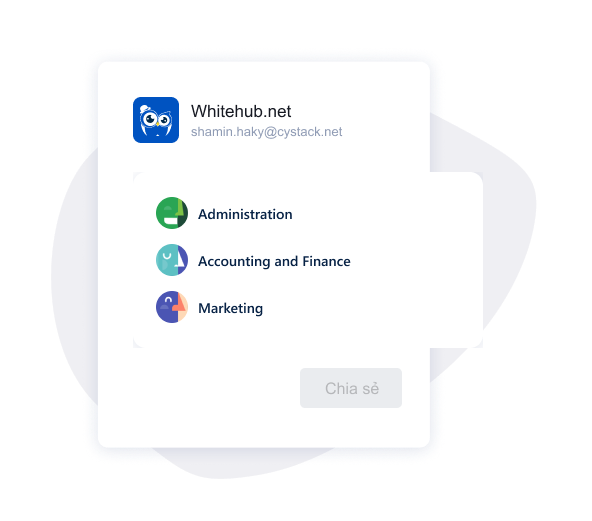 Whitehub.net
shamin.haky@cystack.net
Administration
Accounting and Finance
Marketing
Chia sẻ